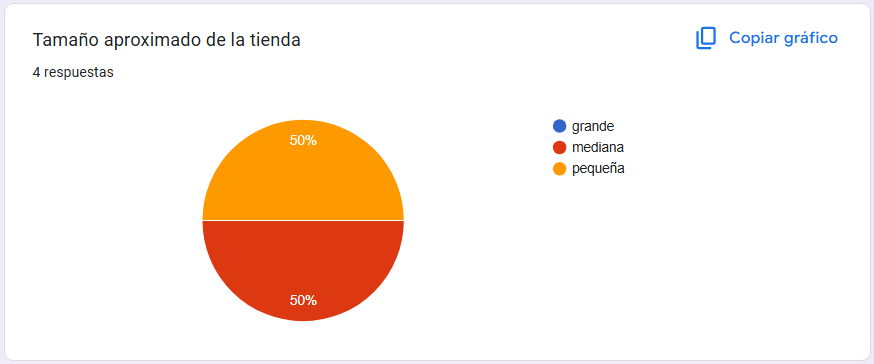 Tamaño aproximado de la tienda
Copiar gráfico
4 respuestas
50%
50%
grande
mediana
pequeña